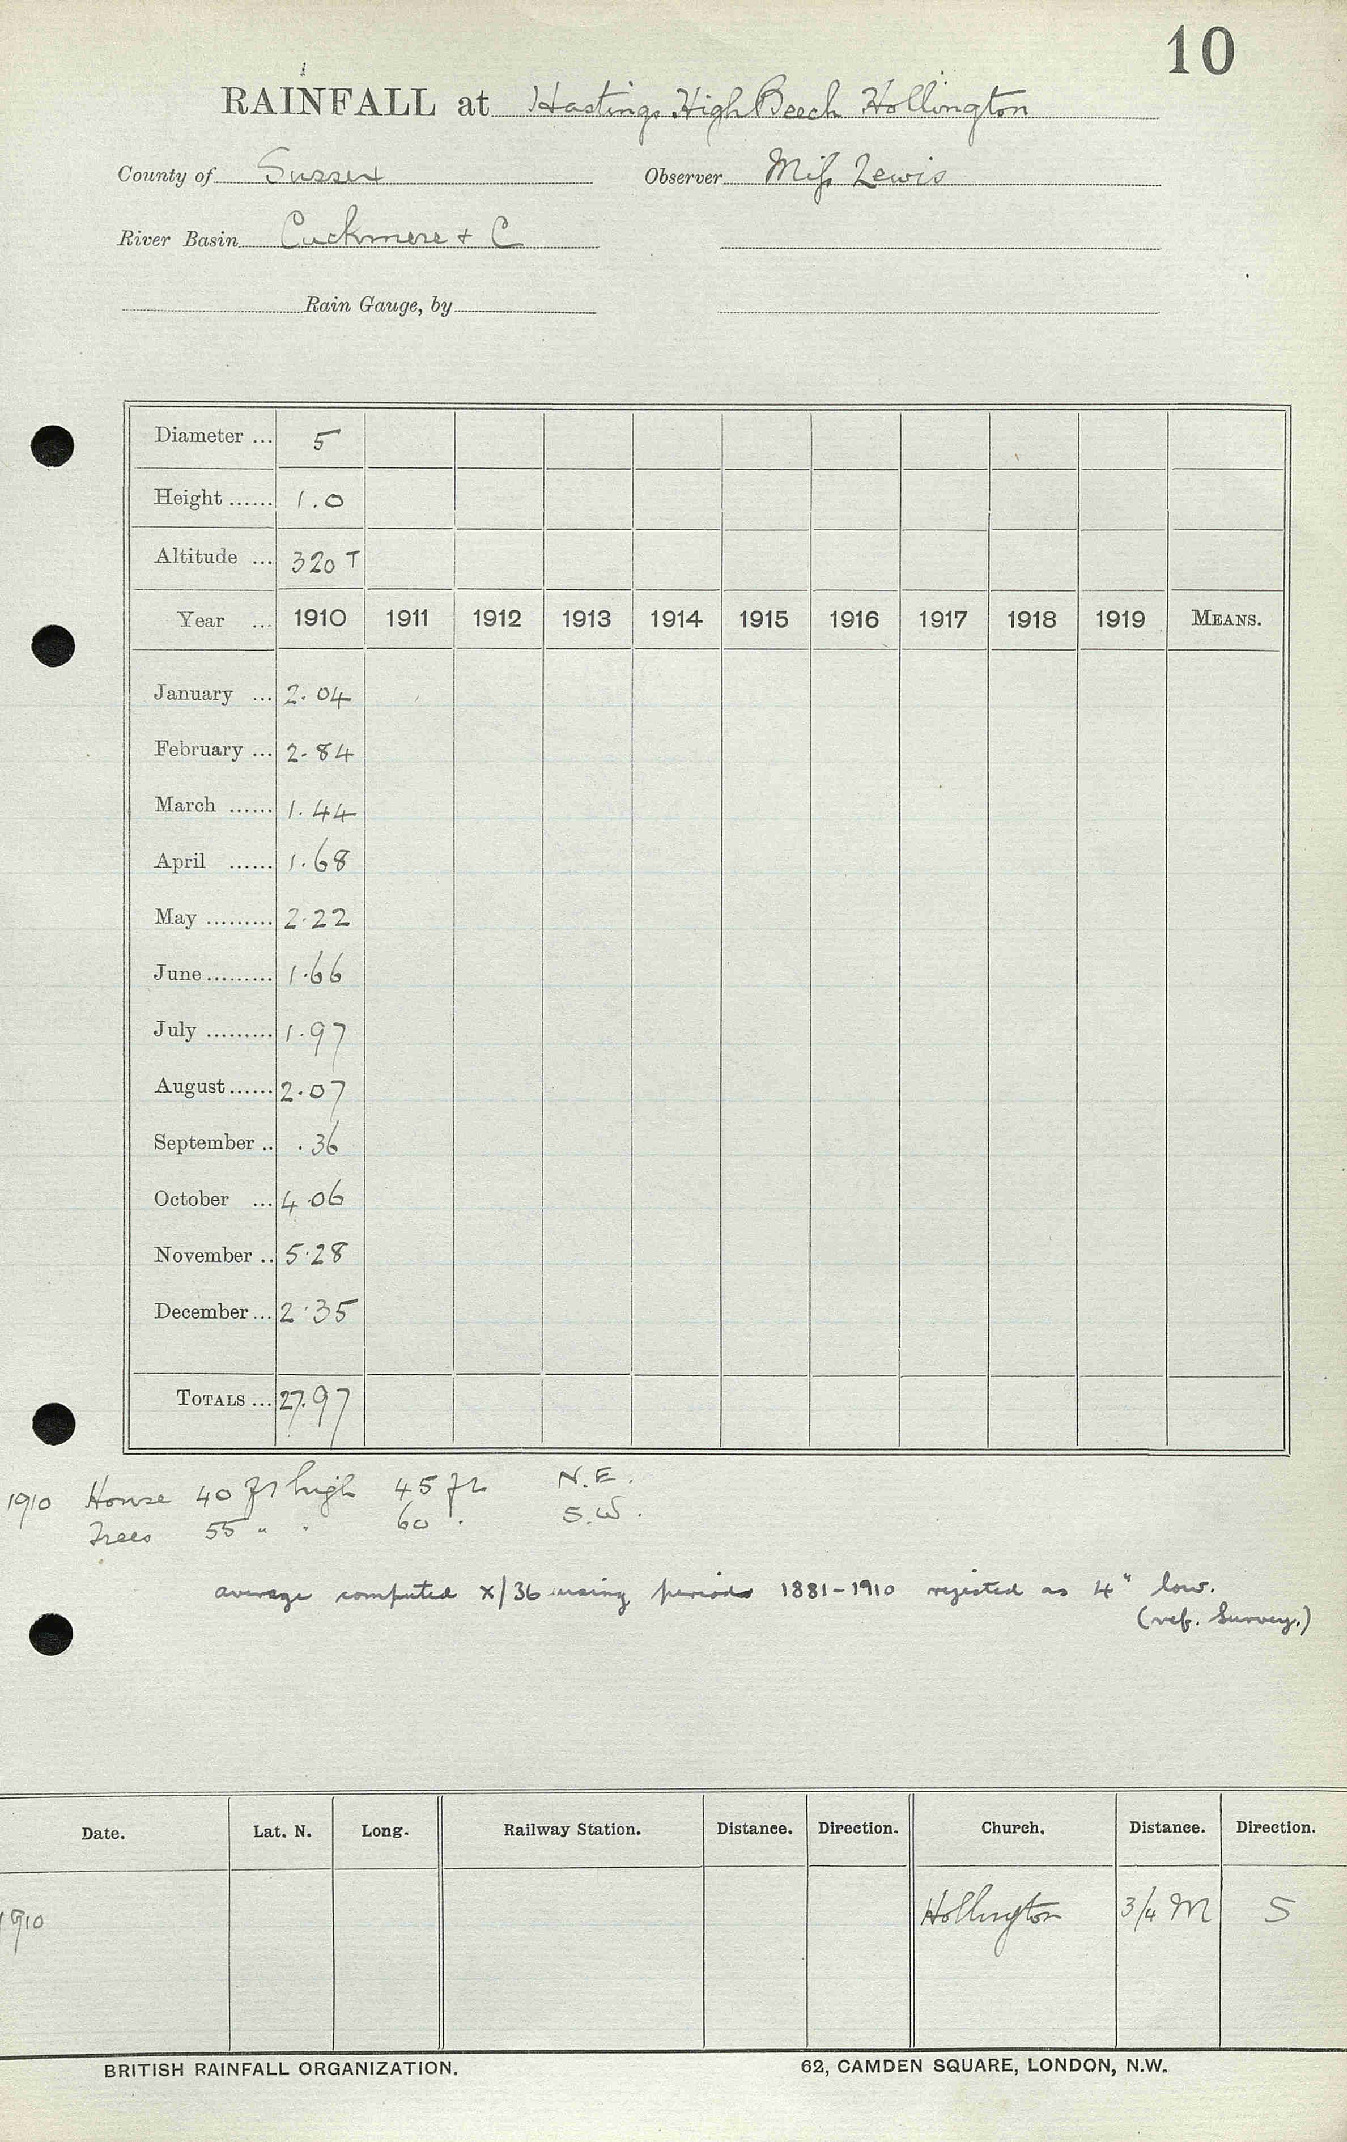 10
RAINFALL at Hastings High Beech Hollington
County of Sussex Observer Miss Lewis
River Basin Cuckmere & C
Rain Gauge, by
Diameter ... 5
Height ...... 1.0
Altitude ... 320 T
Year ... 1910 1911 1912 1913 1914 1915 1916 1917 1918 1919 MEANS.
January ... 2.04
February ... 2.84
March ...... 1.44
April ...... 1.68
May ......... 2.22
June ......... 1.66
July ......... 1.97
August ...... 2.07
September .. .36
October ... 4.06
November .. 5.28
December ... 2.35
TOTALS ... 27.97
1910 House 40 ft high 45 ft N.E.
Trees 55 " " 60 " S.W.
average computed x/36 using periods 1881-1910 rejected as 4" low.
(ref. Survey.)
Date. Lat. N. Long. Railway Station. Distance. Direction. Church. Distance. Direction.
1910 Hollington 3/4 M S
BRITISH RAINFALL ORGANIZATION. 62, CAMDEN SQUARE, LONDON, N.W.